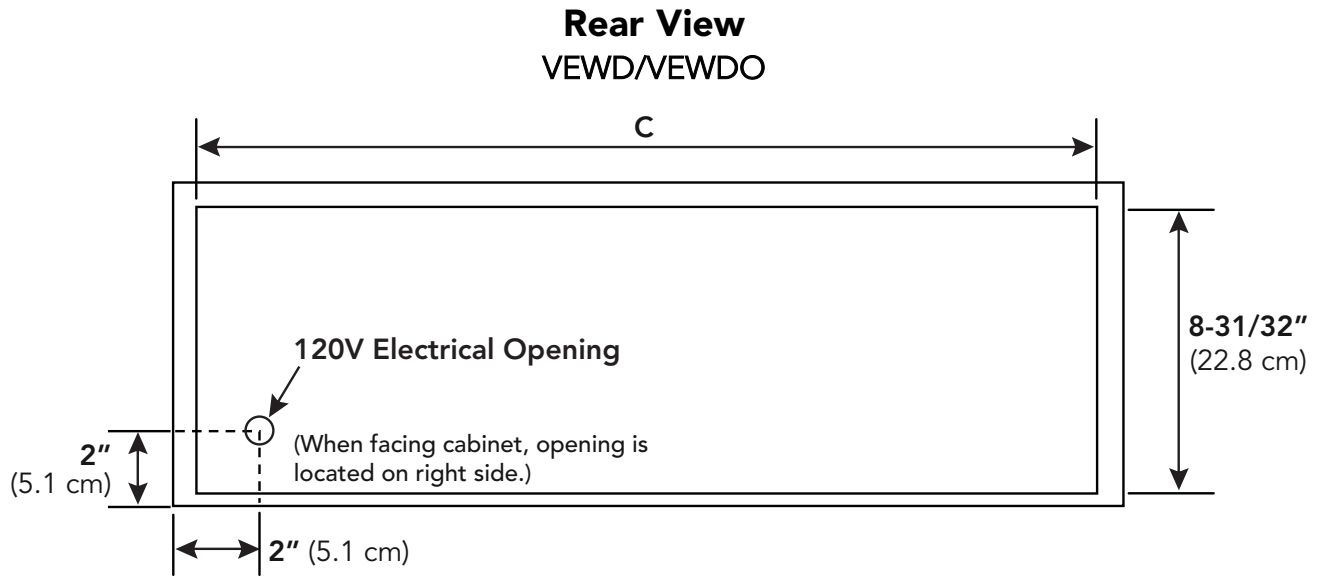 Rear View
VEWD/VEWDO
C
120V Electrical Opening
(When facing cabinet, opening is
located on right side.)
8-31/32"
(22.8 cm)
2"
(5.1 cm)
2" (5.1 cm)